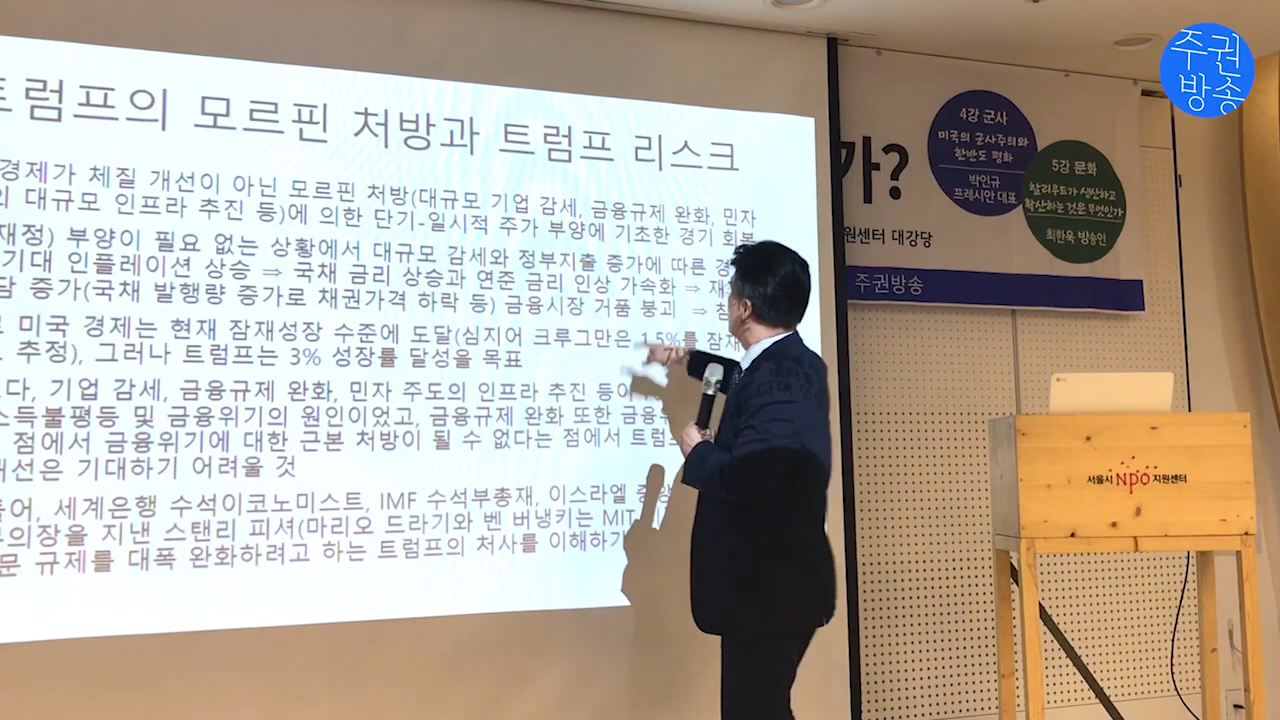 트럼프의 모르핀 처방과 트럼프 리스크
경제가 체질 개선이 아닌 모르핀 처방(대규모 기업 감세, 금융규제 완화, 민자
대규모 인프라 추진 등)에 의한 단기-일시적 주가 부양에 기초한 경기 회복
재정) 부양이 필요 없는 상황에서 대규모 감세와 정부지출 증가에 따른
기대 인플레이션 상승 ⇒ 국채 금리 상승과 연준 금리 인상 가속화 ⇒
담 증가(국채 발행량 증가로 채권가격 하락 등) 금융시장 거품 붕괴 ⇒
미국 경제는 현재 잠재성장 수준에 도달(심지어 크루그만은 1.5%를 잠재
추정), 그러나 트럼프는 3% 성장률 달성을 목표
다, 기업 감세, 금융규제 완화, 민자 주도의 인프라 추진 등이
소득불평등 및 금융위기의 원인이었고, 금융규제 완화 또한
점에서 금융위기에 대한 근본 처방이 될 수 없다는 점에서
개선은 기대하기 어려울 것
들어, 세계은행 수석이코노미스트, IMF 수석부총재, 이스라엘
의장을 지낸 스탠리 피셔(마리오 드라기와 벤 버냉키는 MIT
규제를 대폭 완화하려고 하는 트럼프의 처사를 이해하기
주권
방송
가?
4강 군사
미국의 군사주의와
한반도 평화
박인규
프레시안 대표
5강 문화
할리우드가 생산하고
확산하는 것은 무엇인가
최한욱 방송인
원센터 대강당
주권방송
서울시 npo 지원센터